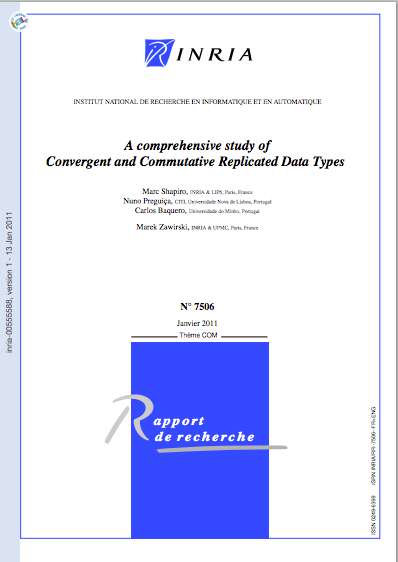 INRIA
INSTITUT NATIONAL DE RECHERCHE EN INFORMATIQUE ET EN AUTOMATIQUE
A comprehensive study of
Convergent and Commutative Replicated Data Types
Marc Shapiro, INRIA & LIP6, Paris, France
Nuno Preguiça, CITI, Universidade Nova de Lisboa, Portugal
Carlos Baquero, Universidade do Minho, Portugal
Marek Zawirski, INRIA & UPMC, Paris, France
N° 7506
Janvier 2011
Thème COM
Rapport
de recherche
inria-00555588, version 1 - 13 Jan 2011
ISSN 0249-6399
ISRN INRIA/RR--7506--FR+ENG